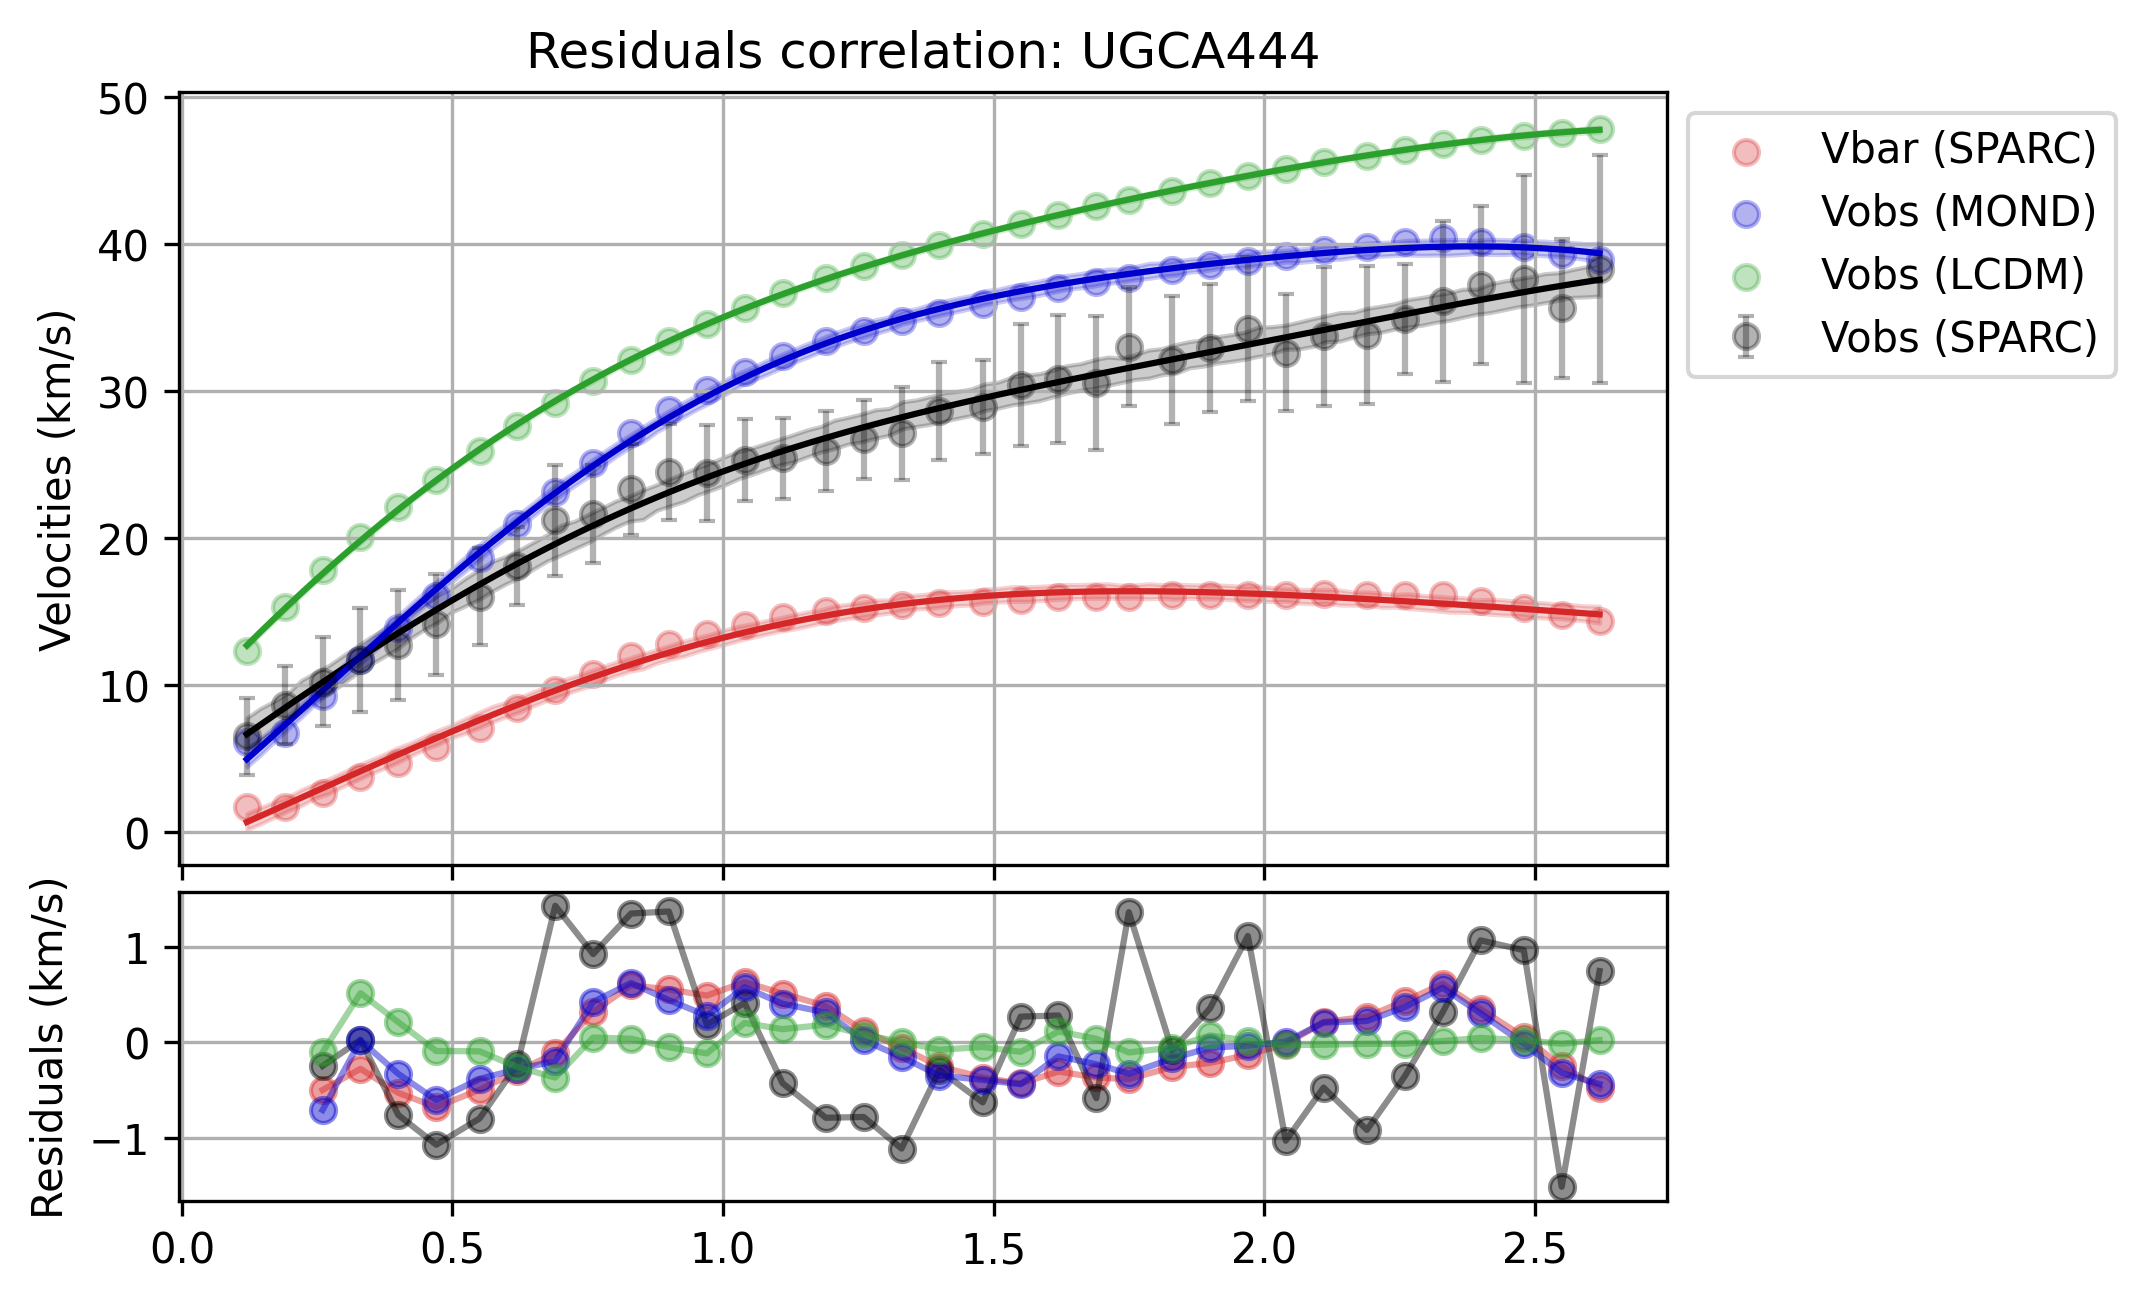 Residuals correlation: UGCA444
50
40
30
20
10
0
Velocities (km/s)
Vbar (SPARC)
Vobs (MOND)
Vobs (LCDM)
Vobs (SPARC)
1
0
−1
Residuals (km/s)
0.0 0.5 1.0 1.5 2.0 2.5